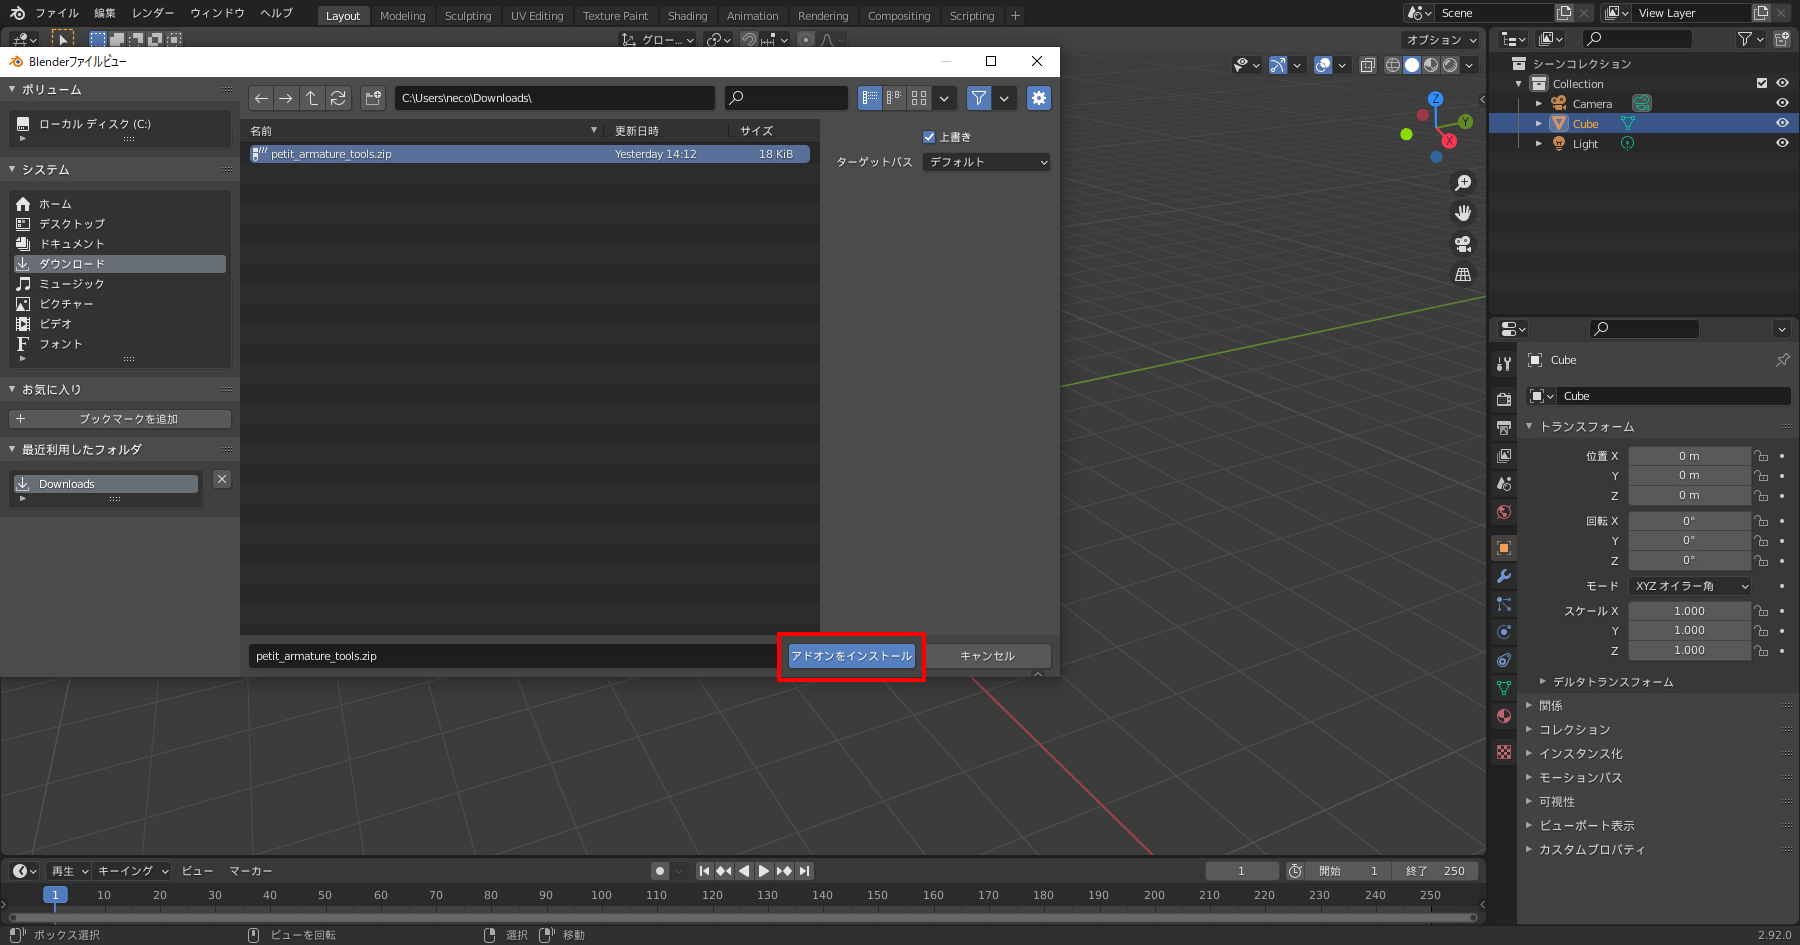 ファイル 編集 レンダー ウィンドウ ヘルプ Layout Modeling Sculpting UV Editing Texture Paint Shading Animation Rendering Compositing Scripting + Scene View Layer
グロー... オプション
Blenderファイルビュー
シーンコレクション
Collection
Camera
Cube
Light
ボリューム
ローカル ディスク (C:)
システム
ホーム
デスクトップ
ドキュメント
ダウンロード
ミュージック
ピクチャー
ビデオ
フォント
お気に入り
ブックマークを追加
最近利用したフォルダ
Downloads
C:\Users\neco\Downloads\
名前 更新日時 サイズ
petit_armature_tools.zip Yesterday 14:12 18 KiB
上書き
ターゲットパス デフォルト
petit_armature_tools.zip アドオンをインストール キャンセル
Z
Y
X
Cube
Cube
トランスフォーム
位置 X 0 m
Y 0 m
Z 0 m
回転 X 0°
Y 0°
Z 0°
モード XYZ オイラー角
スケール X 1.000
Y 1.000
Z 1.000
デルタトランスフォーム
関係
コレクション
インスタンス化
モーションパス
可視性
ビューポート表示
カスタムプロパティ
再生 キーイング ビュー マーカー 1 開始 1 終了 250
1 10 20 30 40 50 60 70 80 90 100 110 120 130 140 150 160 170 180 190 200 210 220 230 240 250
ボックス選択 ビューを回転 選択 移動 2.92.0